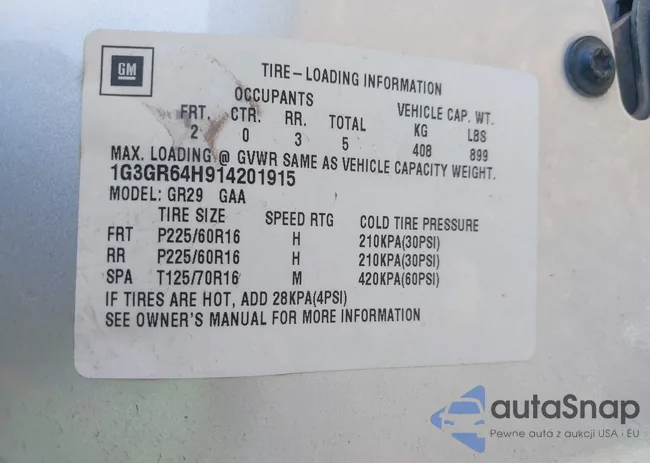 GM
TIRE-LOADING INFORMATION
OCCUPANTS VEHICLE CAP. WT.
FRT. CTR. RR. TOTAL KG LBS
2 0 3 5 408 899
MAX. LOADING @ GVWR SAME AS VEHICLE CAPACITY WEIGHT.
1G3GR64H914201915
MODEL: GR29 GAA
TIRE SIZE SPEED RTG COLD TIRE PRESSURE
FRT P225/60R16 H 210KPA(30PSI)
RR P225/60R16 H 210KPA(30PSI)
SPA T125/70R16 M 420KPA(60PSI)
IF TIRES ARE HOT, ADD 28KPA(4PSI)
SEE OWNER'S MANUAL FOR MORE INFORMATION
autaSnap
Pewne auta z aukcji USA i EU